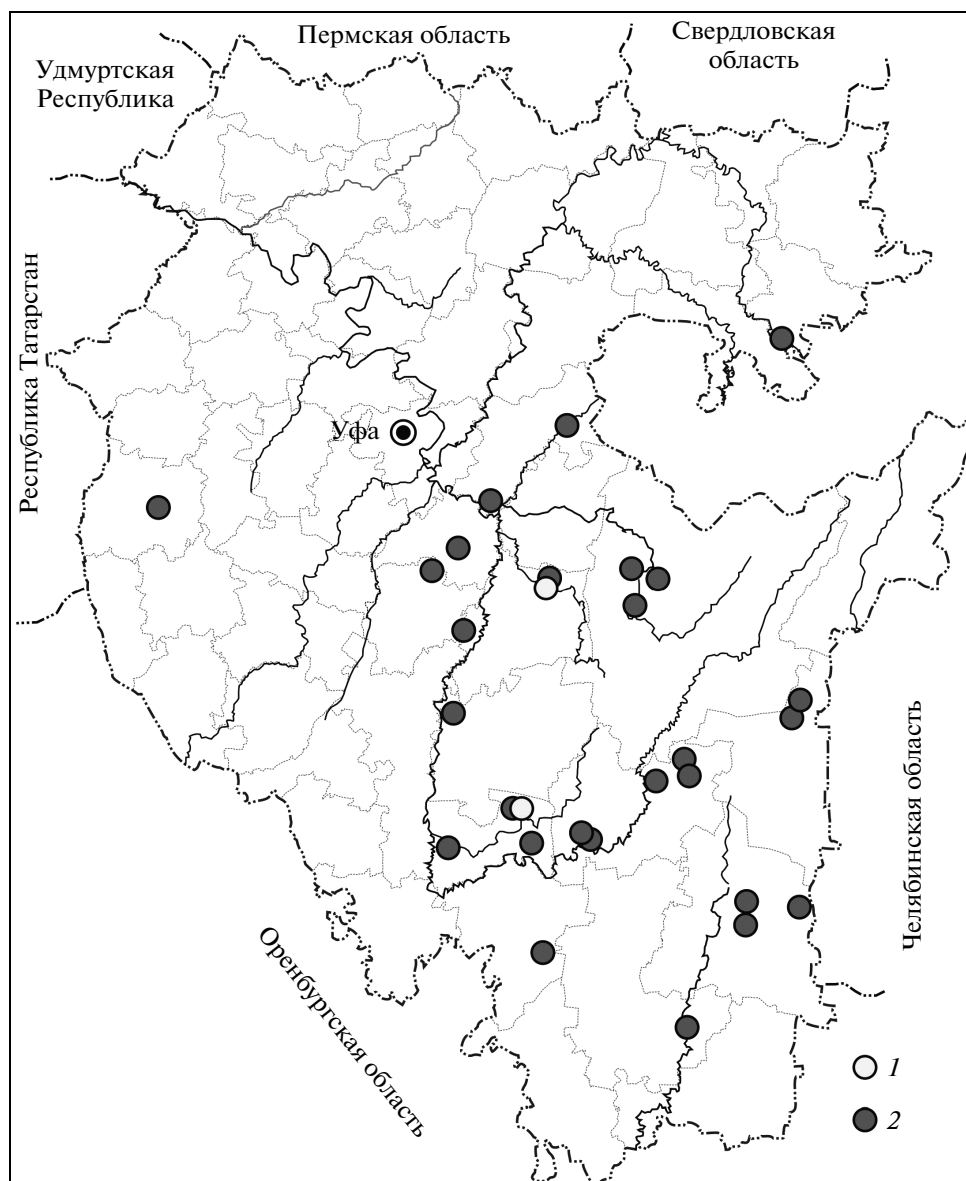 Пермская область
Свердловская
область
Удмуртская
Республика
Республика Татарстан
Уфа
Челябинская область
Оренбургская область
1
2